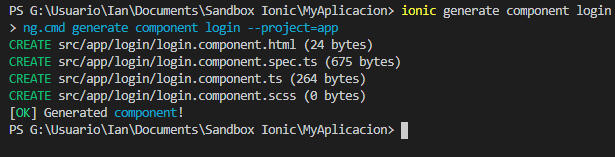 PS G:\Usuario\Ian\Documents\Sandbox Ionic\MyAplicacion> ionic generate component login
> ng.cmd generate component login --project=app
CREATE src/app/login/login.component.html (24 bytes)
CREATE src/app/login/login.component.spec.ts (675 bytes)
CREATE src/app/login/login.component.ts (264 bytes)
CREATE src/app/login/login.component.scss (0 bytes)
[OK] Generated component!
PS G:\Usuario\Ian\Documents\Sandbox Ionic\MyAplicacion>